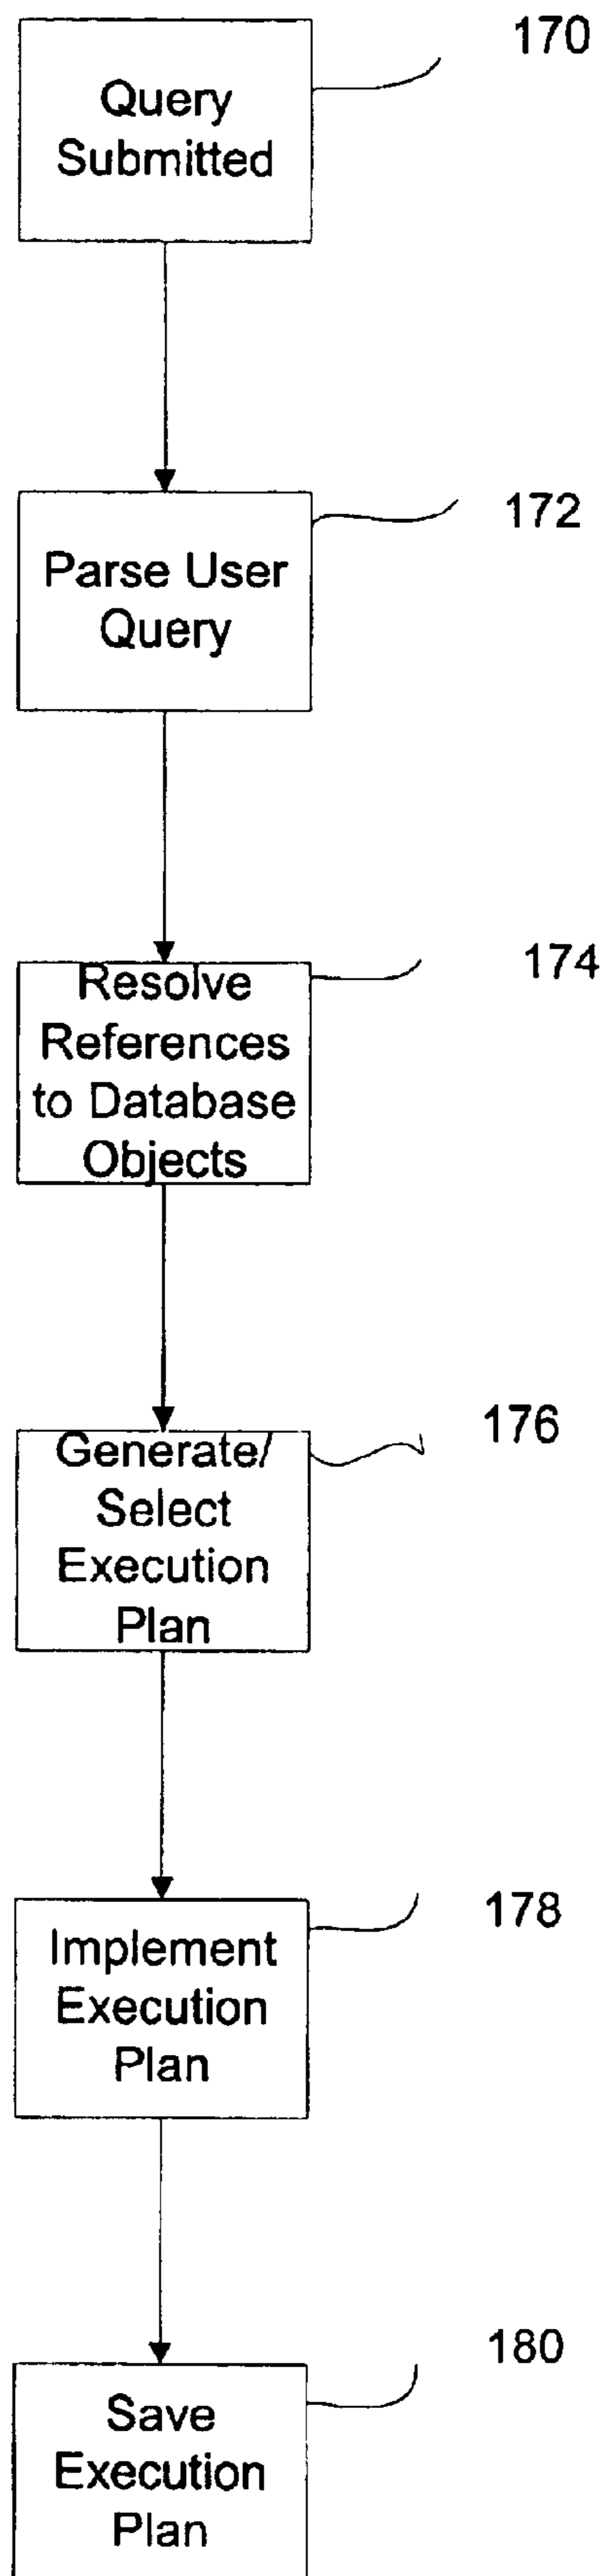 170
Query
Submitted
172
Parse User
Query
174
Resolve
References
to Database
Objects
176
Generate/
Select
Execution
Plan
178
Implement
Execution
Plan
180
Save
Execution
Plan